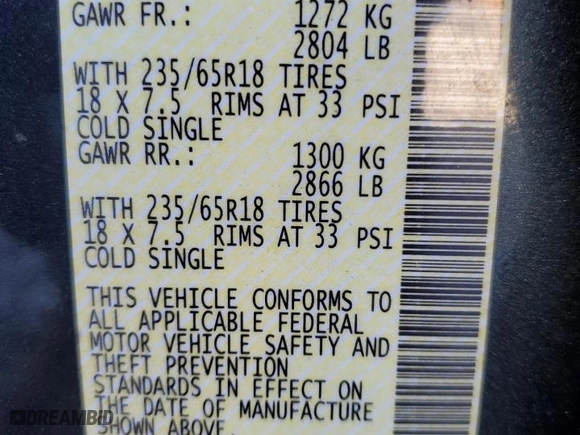 GAWR FR.: 1272 KG
2804 LB
WITH 235/65R18 TIRES
18 X 7.5 RIMS AT 33 PSI
COLD SINGLE
GAWR RR.: 1300 KG
2866 LB
WITH 235/65R18 TIRES
18 X 7.5 RIMS AT 33 PSI
COLD SINGLE
THIS VEHICLE CONFORMS TO
ALL APPLICABLE FEDERAL
MOTOR VEHICLE SAFETY AND
THEFT PREVENTION
STANDARDS IN EFFECT ON
THE DATE OF MANUFACTURE
SHOWN ABOVE.
DREAMBID